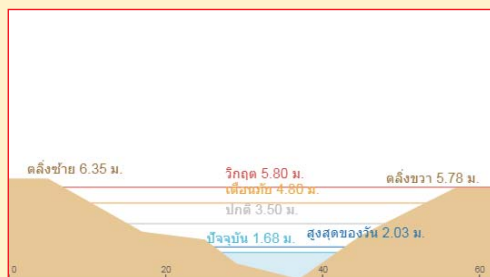 ตลิ่งซ้าย 6.35 ม.
วิกฤต 5.80 ม.
ตลิ่งขวา 5.78 ม.
เตือนภัย 4.80 ม.
ปกติ 3.50 ม.
ปัจจุบัน 1.68 ม.
สูงสุดของวัน 2.03 ม.
0 20 40 60